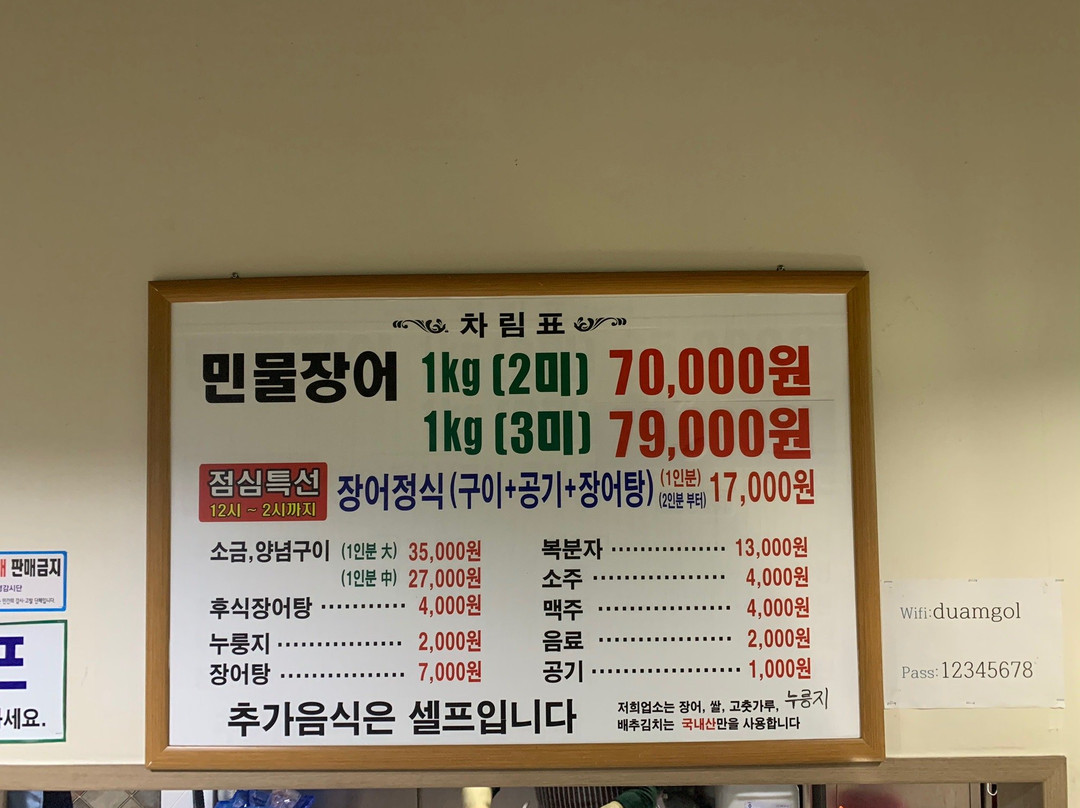 차림표
민물장어 1kg (2미) 70,000원
1kg (3미) 79,000원
점심특선 12시 ~ 2시까지
장어정식 (구이+공기+장어탕) (1인분) (2인분 부터) 17,000원
소금,양념구이 (1인분 大) 35,000원
(1인분 中) 27,000원
후식장어탕 ·········· 4,000원
누룽지 ··············· 2,000원
장어탕 ··············· 7,000원
복분자 ·············· 13,000원
소주 ················ 4,000원
맥주 ················ 4,000원
음료 ················ 2,000원
공기 ·················· 1,000원
추가음식은 셀프입니다
저희업소는 장어, 쌀, 고춧가루, 누룽지
배추김치는 국내산만을 사용합니다
Wifi:duamgol
Pass:12345678
판매금지
프
세요.